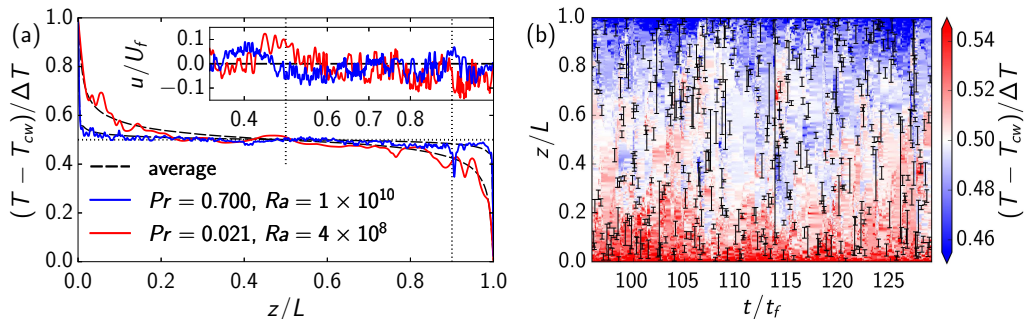 (a)
(T − T_cw)/ΔT
1.0
0.8
0.6
0.4
0.2
0.0
u/U_f
0.1
0.0
−0.1
0.4 0.5 0.6 0.7 0.8 0.9
average
Pr = 0.700, Ra = 1 × 10^10
Pr = 0.021, Ra = 4 × 10^8
0.0 0.2 0.4 0.6 0.8 1.0
z/L
(b)
z/L
1.0
0.8
0.6
0.4
0.2
0.0
100 105 110 115 120 125
t/t_f
0.54
0.52
0.50
0.48
0.46
(T − T_cw)/ΔT